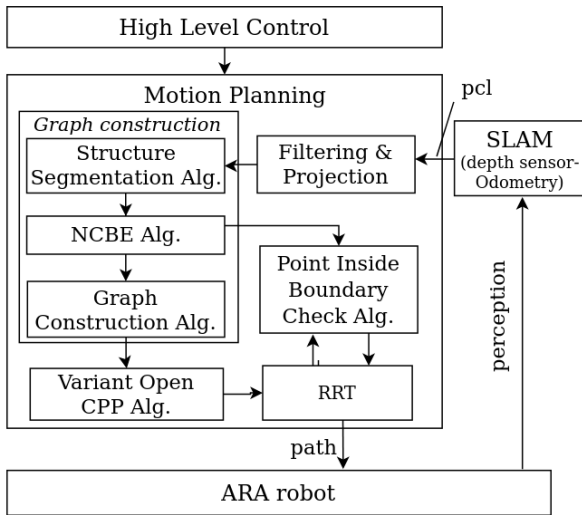 High Level Control
Motion Planning
pcl
Graph construction
Structure
Segmentation Alg.
Filtering &
Projection
SLAM
(depth sensor-
Odometry)
NCBE Alg.
Point Inside
Boundary
Check Alg.
Graph
Construction Alg.
perception
Variant Open
CPP Alg.
RRT
path
ARA robot